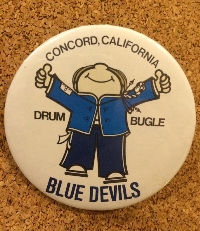 CONCORD, CALIFORNIA
DRUM BUGLE
BLUE DEVILS